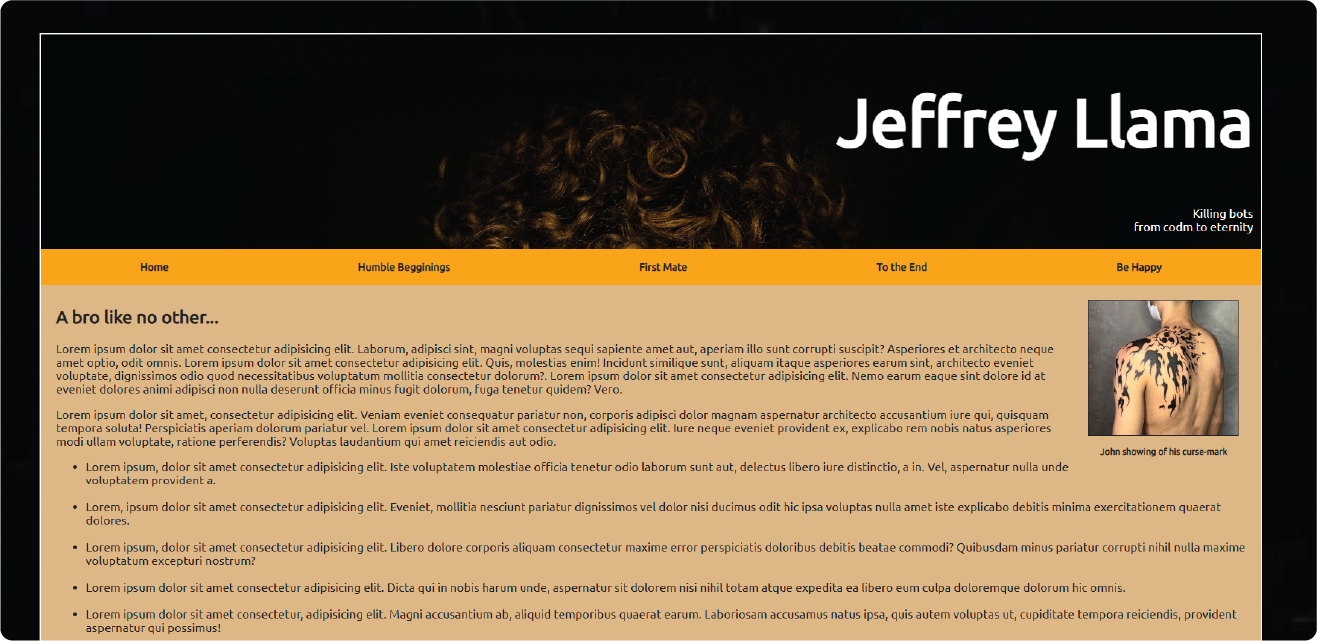 Jeffrey Llama
Killing bots
from codm to eternity
Home
Humble Begginings
First Mate
To the End
Be Happy
A bro like no other...
Lorem ipsum dolor sit amet consectetur adipisicing elit. Laborum, adipisci sint, magni voluptas sequi sapiente amet aut, aperiam illo sunt corrupti suscipit? Asperiores et architecto neque
amet optio, odit omnis. Lorem ipsum dolor sit amet consectetur adipisicing elit. Quis, molestias enim! Incidunt similique sunt, aliquam itaque asperiores earum sint, architecto eveniet
voluptate, dignissimos odio quod necessitatibus voluptatum mollitia consectetur dolorum?. Lorem ipsum dolor sit amet consectetur adipisicing elit. Nemo earum eaque sint dolore id at
eveniet dolores animi adipisci non nulla deserunt officia minus fugit dolorum, fuga tenetur quidem? Vero.
Lorem ipsum dolor sit amet, consectetur adipisicing elit. Veniam eveniet consequatur pariatur non, corporis adipisci dolor magnam aspernatur architecto accusantium iure qui, quisquam
tempora soluta! Perspiciatis aperiam dolorum pariatur vel. Lorem ipsum dolor sit amet consectetur adipisicing elit. Iure neque eveniet provident ex, explicabo rem nobis natus asperiores
modi ullam voluptate, ratione perferendis? Voluptas laudantium qui amet reiciendis aut odio.
John showing of his curse-mark
• Lorem ipsum, dolor sit amet consectetur adipisicing elit. Iste voluptatem molestiae officia tenetur odio laborum sunt aut, delectus libero iure distinctio, a in. Vel, aspernatur nulla unde
voluptatem provident a.
• Lorem, ipsum dolor sit amet consectetur adipisicing elit. Eveniet, mollitia nesciunt pariatur dignissimos vel dolor nisi ducimus odit hic ipsa voluptas nulla amet iste explicabo debitis minima exercitationem quaerat
dolores.
• Lorem ipsum, dolor sit amet consectetur adipisicing elit. Libero dolore corporis aliquam consectetur maxime error perspiciatis doloribus debitis beatae commodi? Quibusdam minus pariatur corrupti nihil nulla maxime
voluptatum excepturi nostrum?
• Lorem ipsum dolor sit amet consectetur adipisicing elit. Dicta qui in nobis harum unde, aspernatur sit dolorem nisi nihil totam atque expedita ea libero eum culpa doloremque dolorum hic omnis.
• Lorem ipsum dolor sit amet consectetur, adipisicing elit. Magni accusantium ab, aliquid temporibus quaerat earum. Laboriosam accusamus natus ipsa, quis autem voluptas ut, cupiditate tempora reiciendis, provident
aspernatur qui possimus!